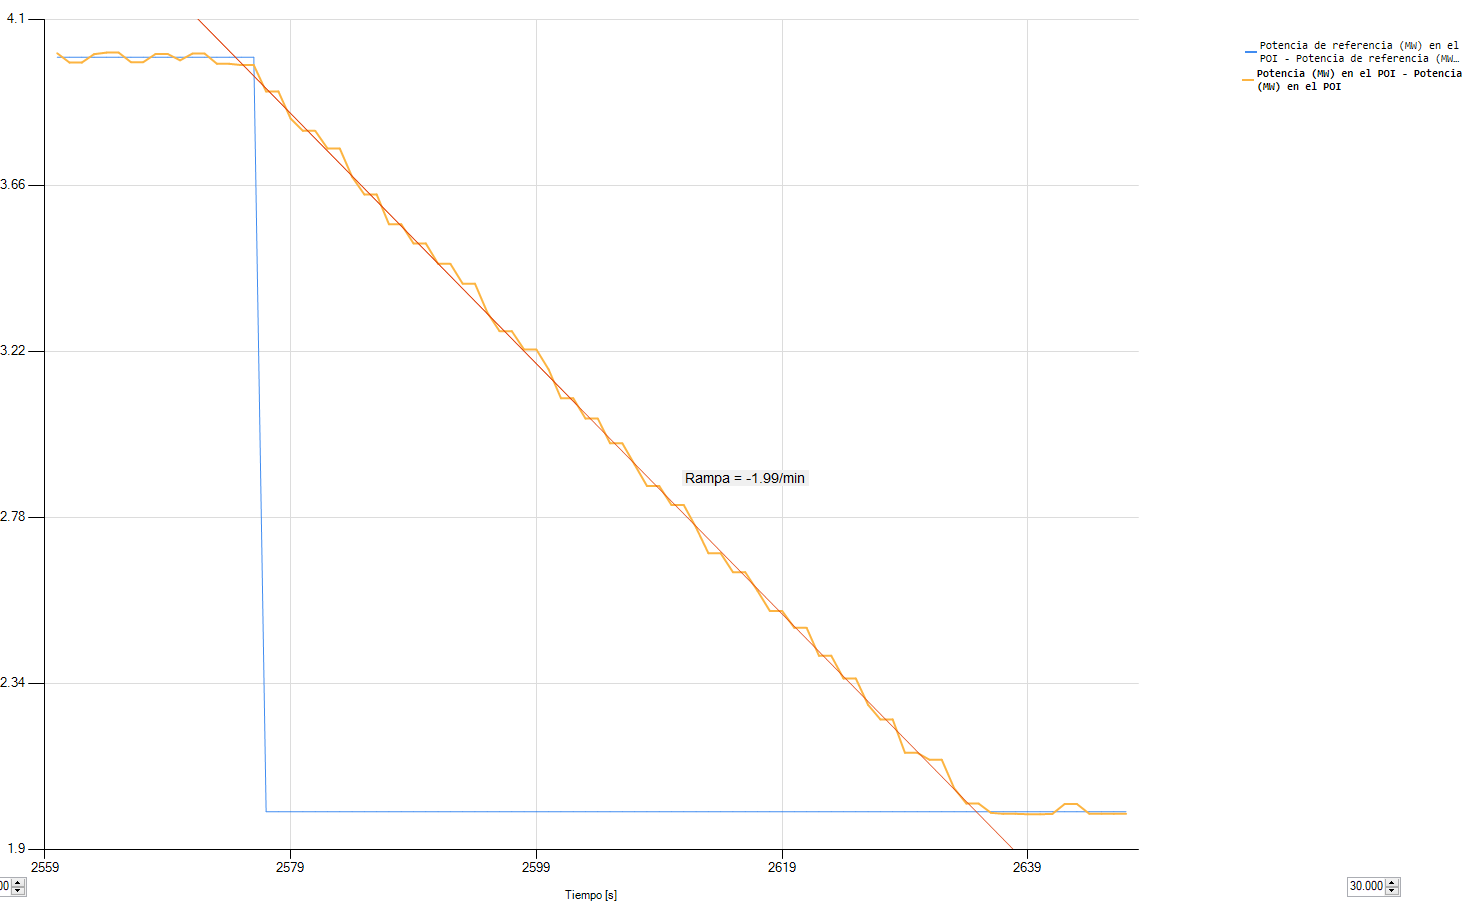 4.1
Potencia de referencia (MW) en el
POI - Potencia de referencia (MW…
Potencia (MW) en el POI - Potencia
(MW) en el POI
3.66
3.22
Rampa = -1.99/min
2.78
2.34
1.9
2559
2579
2599
2619
2639
00
30.000
Tiempo [s]